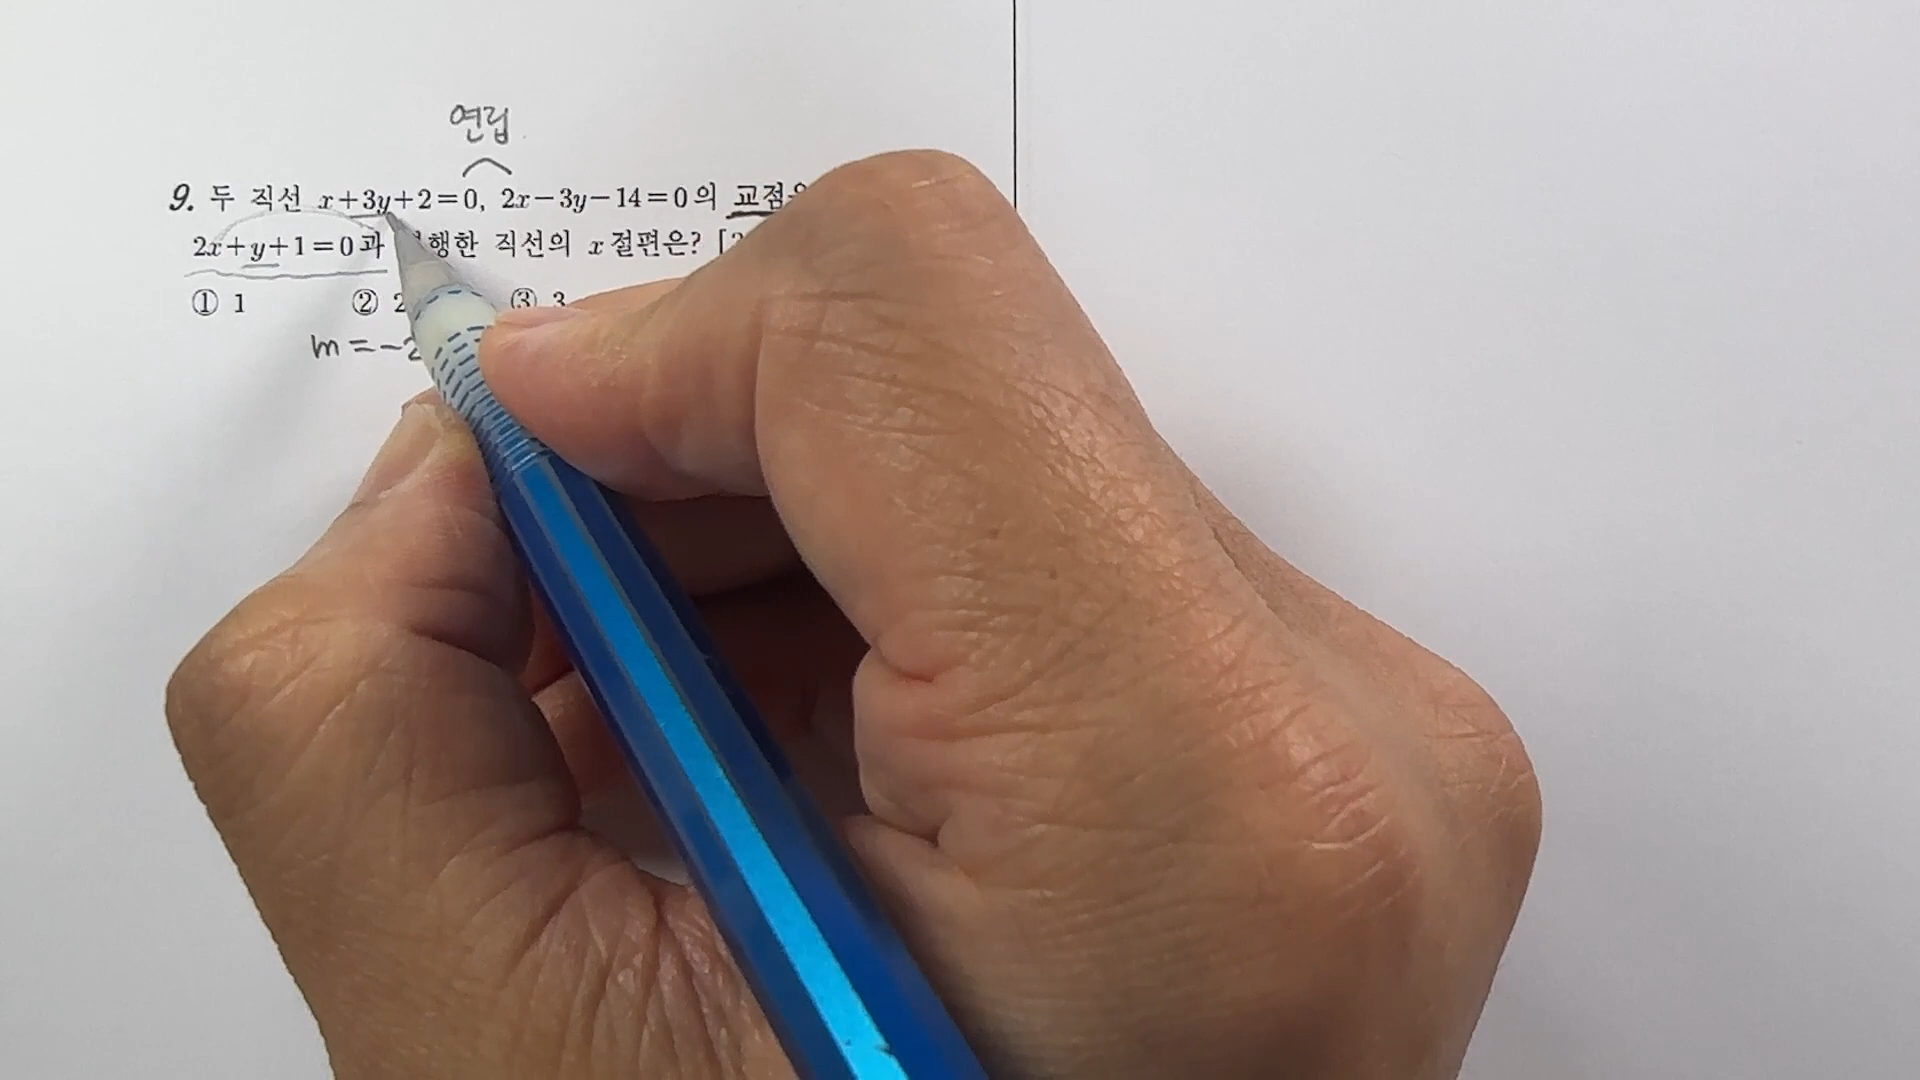 연립
9. 두 직선 x+3y+2=0, 2x-3y-14=0의 교점
2x+y+1=0과 행한 직선의 x절편은? [
① 1 ② 2 ③ 3
m=-2